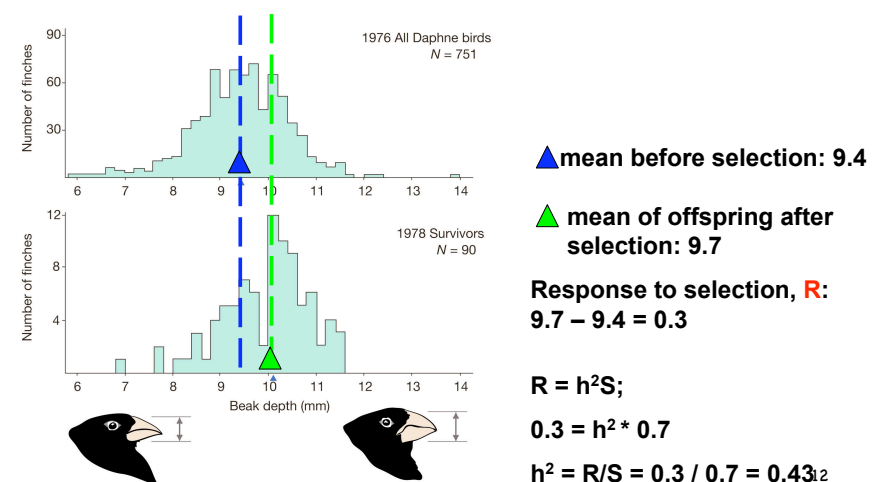 1976 All Daphne birds
N = 751
Number of finches
90
60
30
6 7 8 9 10 11 12 13 14
1978 Survivors
N = 90
Number of finches
12
8
4
6 7 8 9 10 11 12 13 14
Beak depth (mm)
mean before selection: 9.4
mean of offspring after
selection: 9.7
Response to selection, R:
9.7 – 9.4 = 0.3
R = h²S;
0.3 = h² * 0.7
h² = R/S = 0.3 / 0.7 = 0.43
12